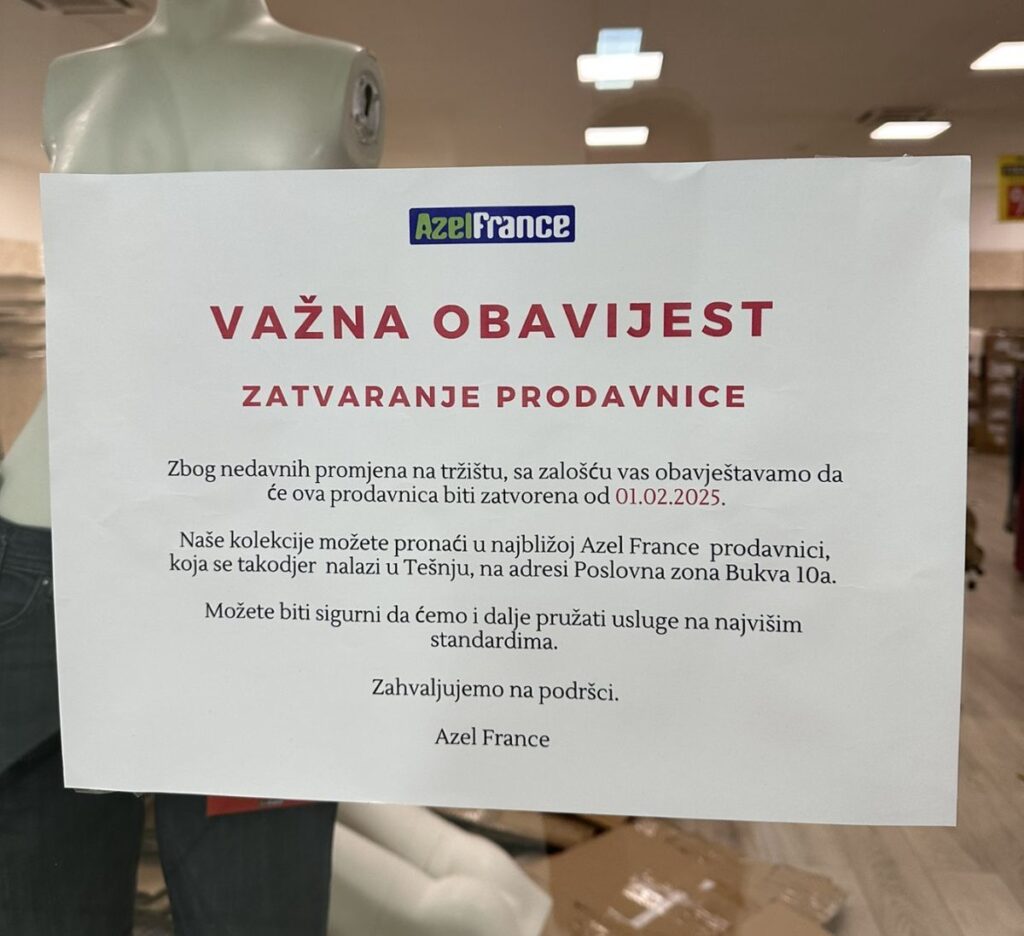 AzelFrance
VAŽNA OBAVIJEST
ZATVARANJE PRODAVNICE
Zbog nedavnih promjena na tržištu, sa zalošću vas obavještavamo da
će ova prodavnica biti zatvorena od 01.02.2025.
Naše kolekcije možete pronaći u najbližoj Azel France prodavnici,
koja se takodjer nalazi u Tešnju, na adresi Poslovna zona Bukva 10a.
Možete biti sigurni da ćemo i dalje pružati usluge na najvišim
standardima.
Zahvaljujemo na podršci.
Azel France